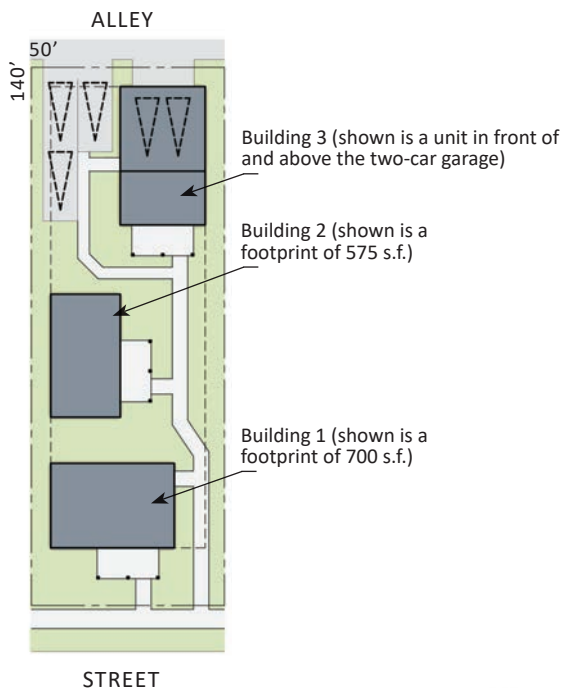 ALLEY
50’
140’
Building 3 (shown is a unit in front of
and above the two-car garage)
Building 2 (shown is a
footprint of 575 s.f.)
Building 1 (shown is a
footprint of 700 s.f.)
STREET